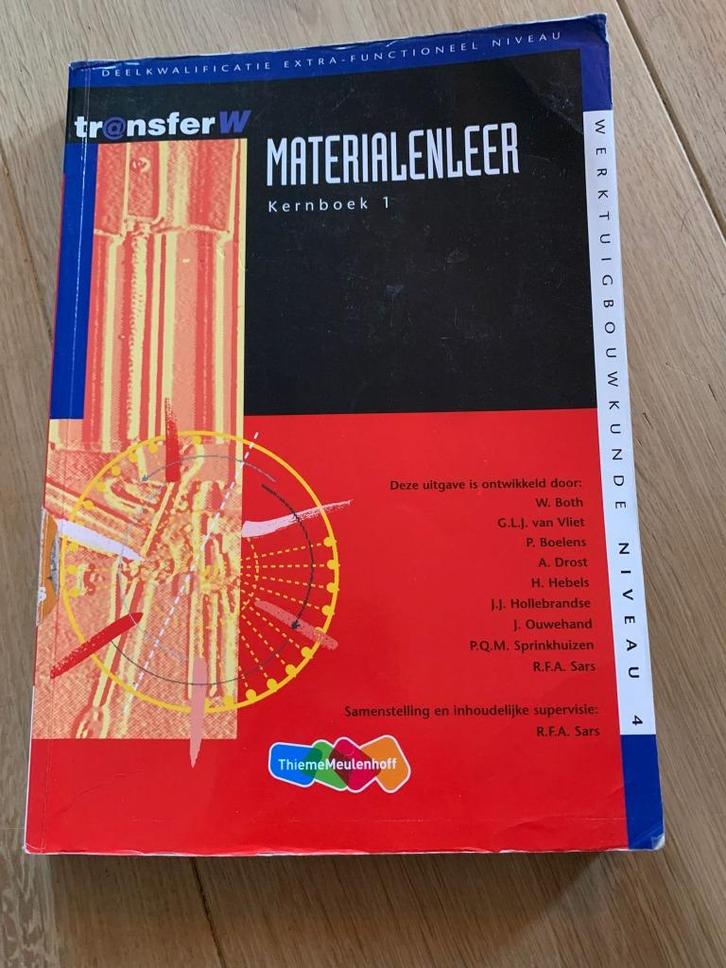 DEELKWALIFICATIE EXTRA-FUNCTIONEEL NIVEAU
tr@nsferW
MATERIALENLEER
Kernboek 1
WERKTUIGBOUWKUNDE NIVEAU 4
Deze uitgave is ontwikkeld door:
W. Both
G.L.J. van Vliet
P. Boelens
A. Drost
H. Hebels
J.J. Hollebrandse
J. Ouwehand
P.Q.M. Sprinkhuizen
R.F.A. Sars
Samenstelling en inhoudelijke supervisie:
R.F.A. Sars
ThiemeMeulenhoff